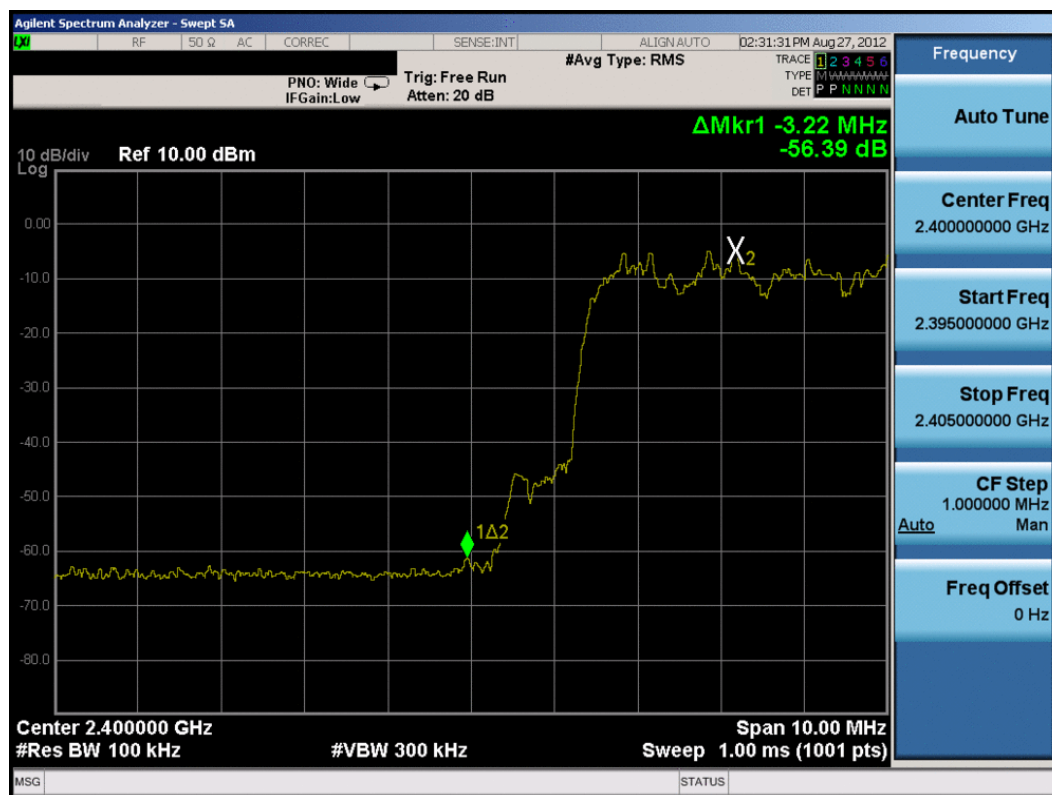 Agilent Spectrum Analyzer - Swept SA
LXI RF 50 Ω AC CORREC SENSE:INT ALIGN AUTO 02:31:31 PM Aug 27, 2012
#Avg Type: RMS
TRACE 1 2 3 4 5 6
PNO: Wide Trig: Free Run
TYPE M W W W W W
IFGain:Low Atten: 20 dB
DET P P N N N N
ΔMkr1 -3.22 MHz
-56.39 dB
10 dB/div Ref 10.00 dBm
Log
0.00
X2
-10.0
-20.0
-30.0
-40.0
-50.0
1Δ2
-60.0
-70.0
-80.0
Center 2.400000 GHz Span 10.00 MHz
#Res BW 100 kHz #VBW 300 kHz Sweep 1.00 ms (1001 pts)
MSG STATUS
Frequency
Auto Tune
Center Freq
2.400000000 GHz
Start Freq
2.395000000 GHz
Stop Freq
2.405000000 GHz
CF Step
1.000000 MHz
Auto Man
Freq Offset
0 Hz